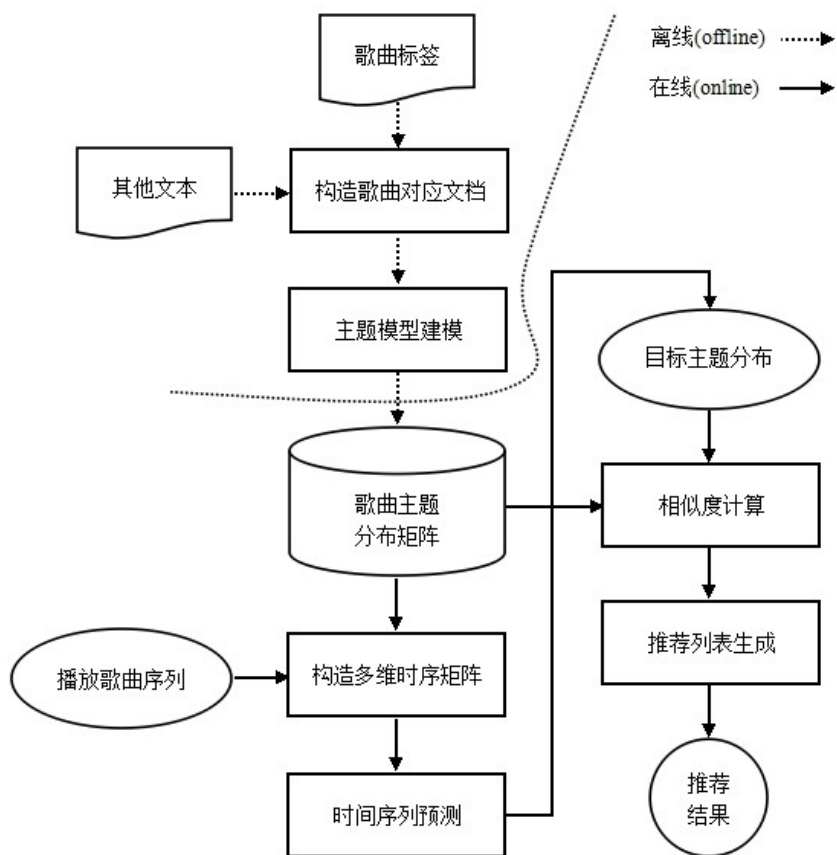 歌曲标签
离线(offline)
在线(online)
其他文本
构造歌曲对应文档
主题模型建模
目标主题分布
歌曲主题
分布矩阵
相似度计算
播放歌曲序列
构造多维时序矩阵
推荐列表生成
时间序列预测
推荐
结果